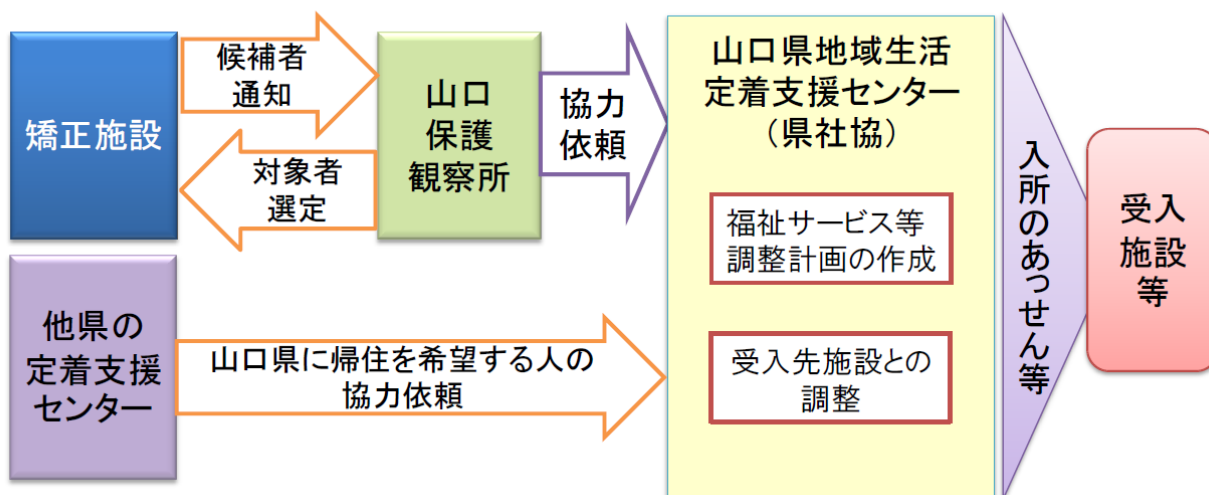 矯正施設
候補者
通知
対象者
選定
山口
保護
観察所
協力
依頼
山口県地域生活
定着支援センター
（県社協）
福祉サービス等
調整計画の作成
受入先施設との
調整
入所のあっせん等
受入
施設
等
他県の
定着支援
センター
山口県に帰住を希望する人の
協力依頼